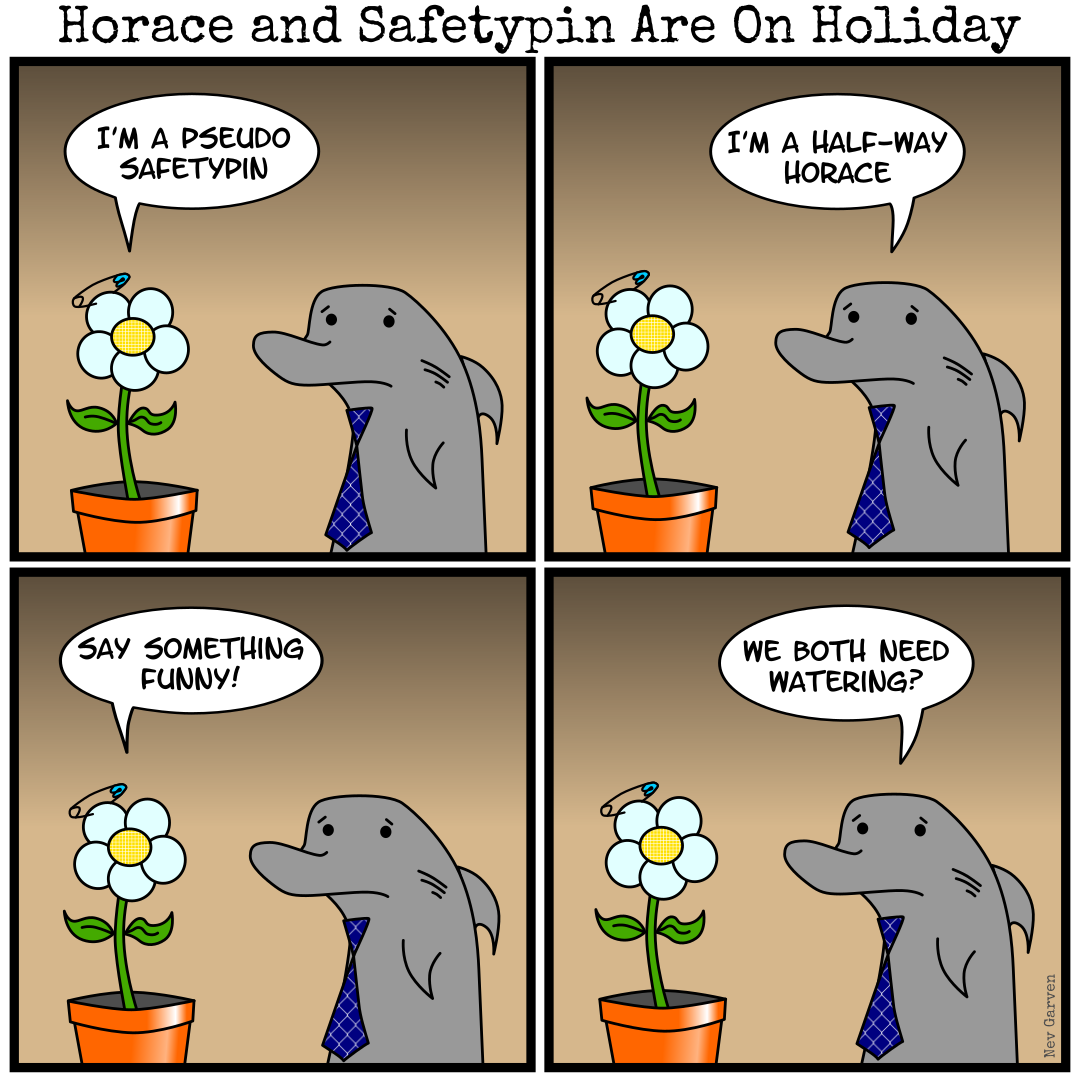 Horace and Safetypin Are On Holiday
I'M A PSEUDO
SAFETYPIN
I'M A HALF-WAY
HORACE
SAY SOMETHING
FUNNY!
WE BOTH NEED
WATERING?
Nev Garven